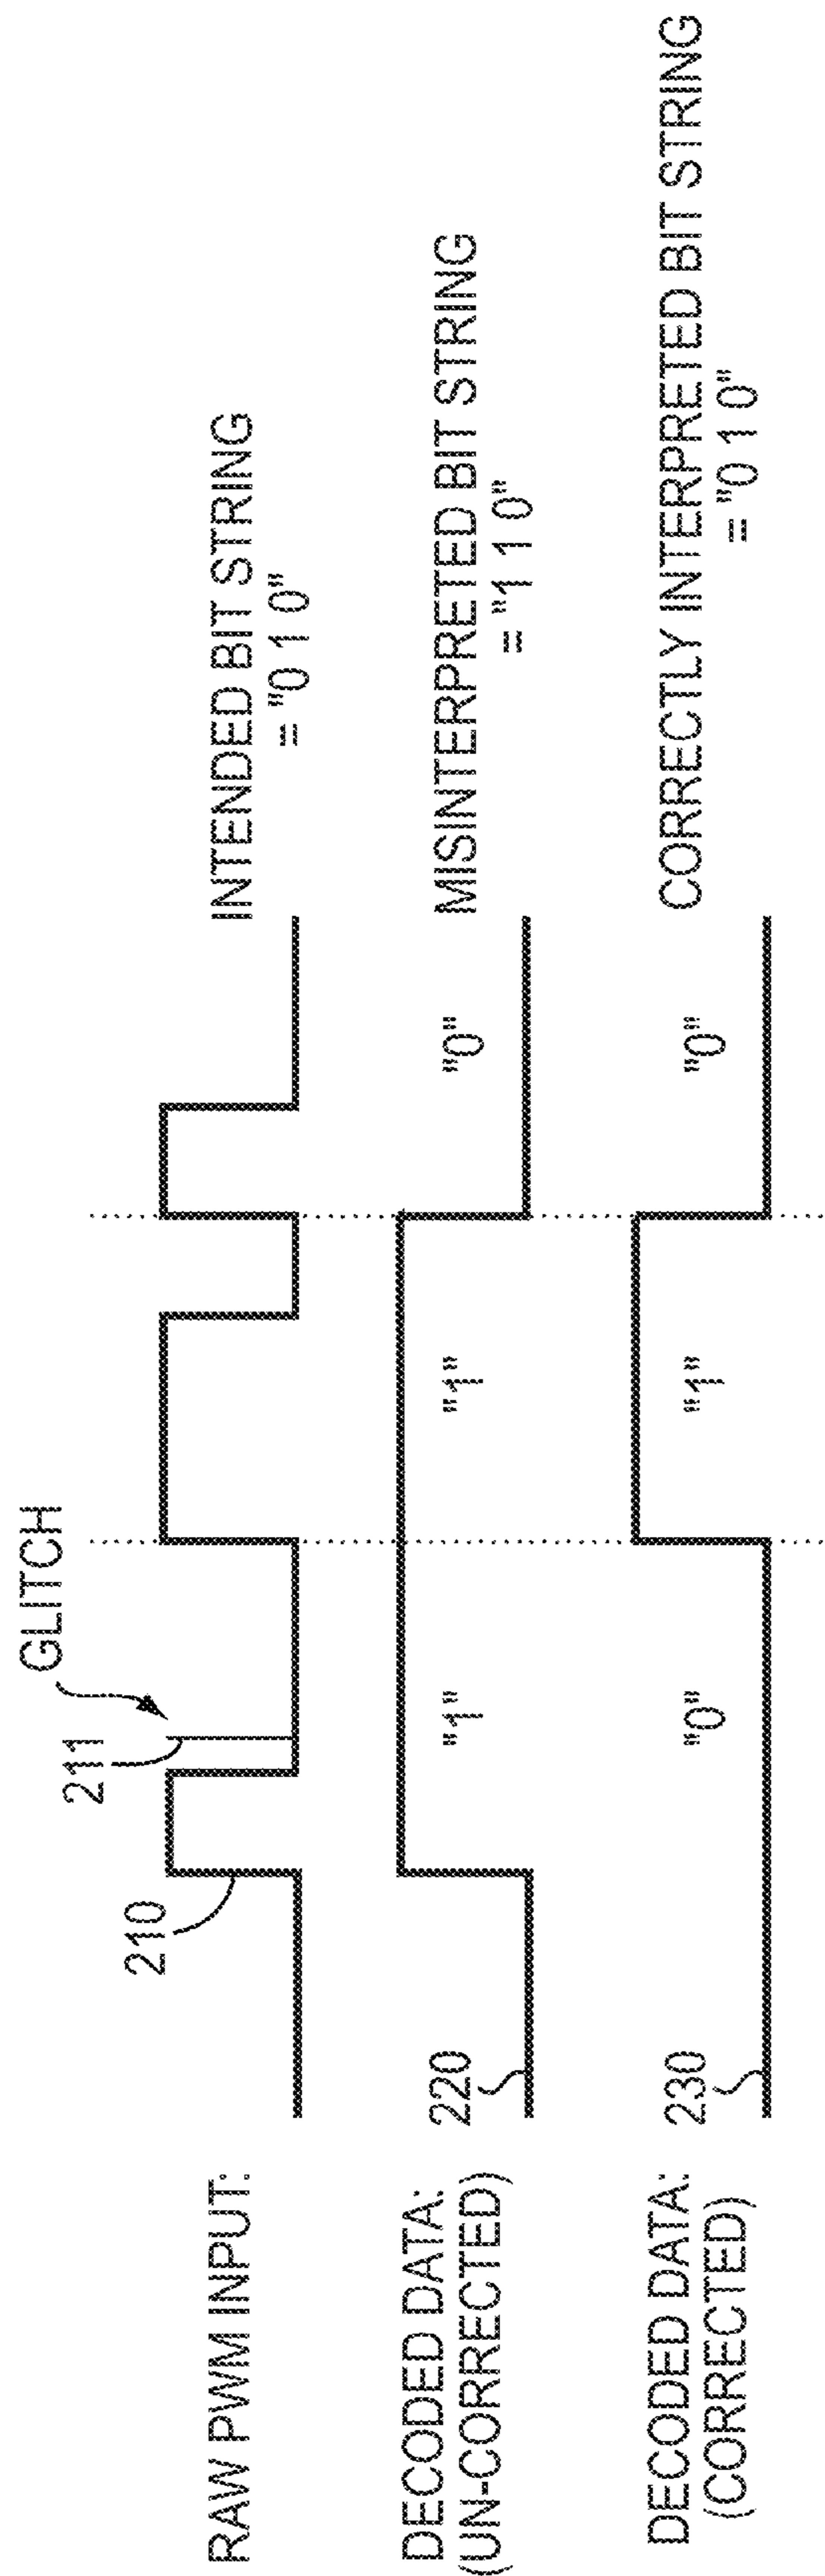 GLITCH
211
210
RAW PWM INPUT:
INTENDED BIT STRING
= "0 1 0"
220
DECODED DATA:
(UN-CORRECTED)
"1"
"1"
"0"
MISINTERPRETED BIT STRING
= "1 1 0"
230
DECODED DATA:
(CORRECTED)
"0"
"1"
"0"
CORRECTLY INTERPRETED BIT STRING
= "0 1 0"